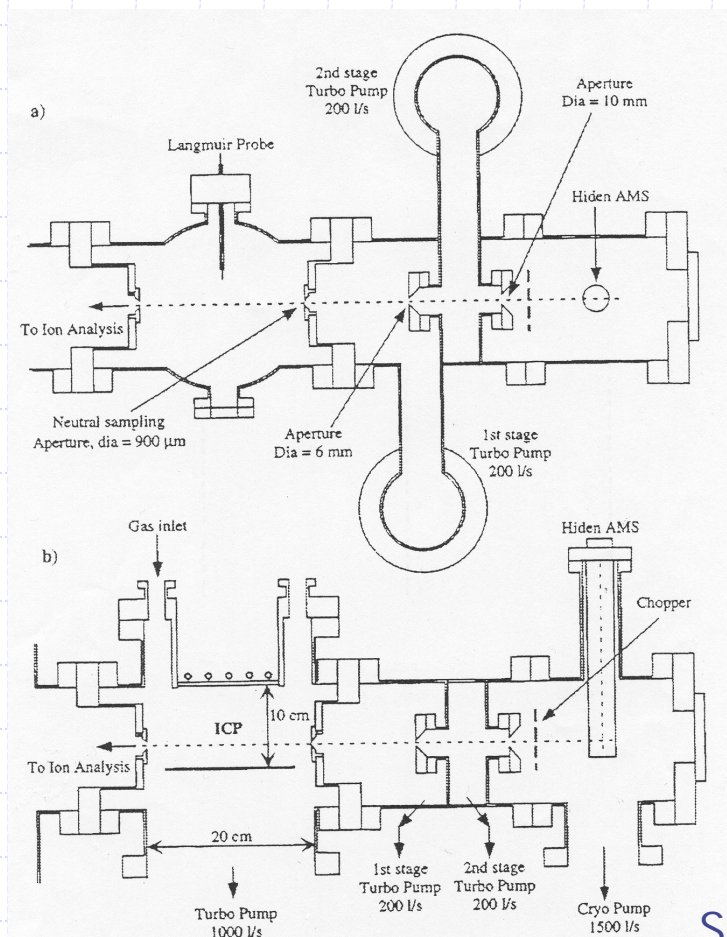 a)
2nd stage
Turbo Pump
200 l/s
Aperture
Dia = 10 mm
Langmuir Probe
Hiden AMS
To Ion Analysis
Neutral sampling
Aperture, dia = 900 μm
Aperture
Dia = 6 mm
1st stage
Turbo Pump
200 l/s
b)
Gas inlet
Hiden AMS
Chopper
10 cm
ICP
To Ion Analysis
20 cm
1st stage
Turbo Pump
200 l/s
2nd stage
Turbo Pump
200 l/s
Turbo Pump
1000 l/s
Cryo Pump
1500 l/s
S